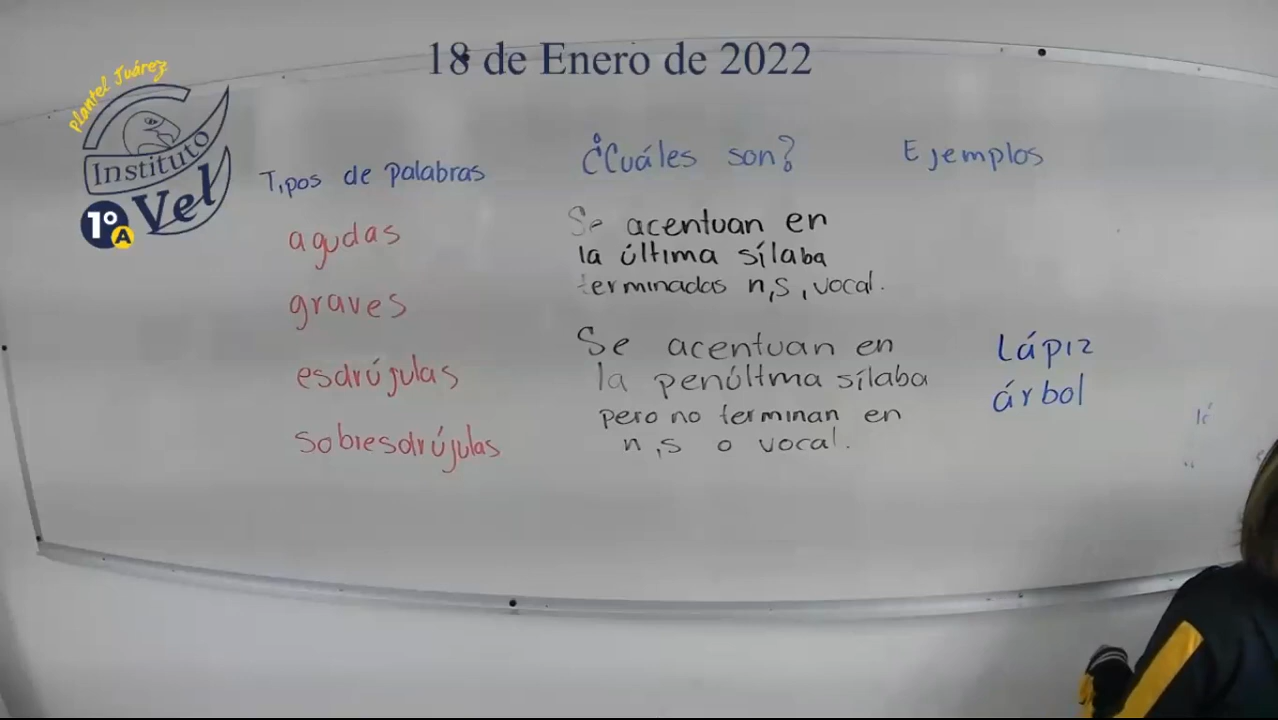 18 de Enero de 2022
Plantel Juárez
Instituto
Vel
1º
A
Tipos de palabras
¿Cuáles son?
Ejemplos
agudas
Se acentuan en
la última sílaba
terminadas n,s,vocal.
graves
Se acentuan en
la penúltma sílaba
pero no terminan en
n,s o vocal.
Lápiz
árbol
esdrújulas
sobresdrújulas